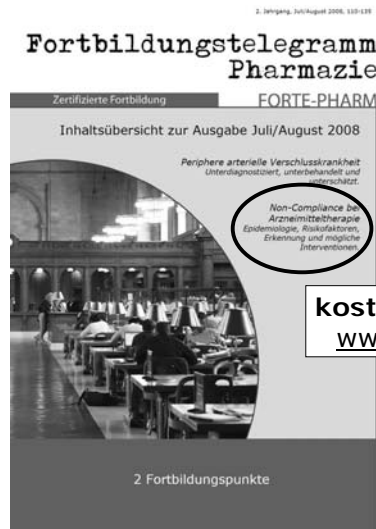 2. Jahrgang, Juli/August 2008, 110-135
Fortbildungstelegramm
Pharmazie
Zertifizierte Fortbildung
FORTE-PHARM
Inhaltsübersicht zur Ausgabe Juli/August 2008
Periphere arterielle Verschlusskrankheit
Unterdiagnostiziert, unterbehandelt und
unterschätzt.
Non-Compliance bei
Arzneimitteltherapie
Epidemiologie, Risikofaktoren,
Erkennung und mögliche
Interventionen.
kost
ww
2 Fortbildungspunkte